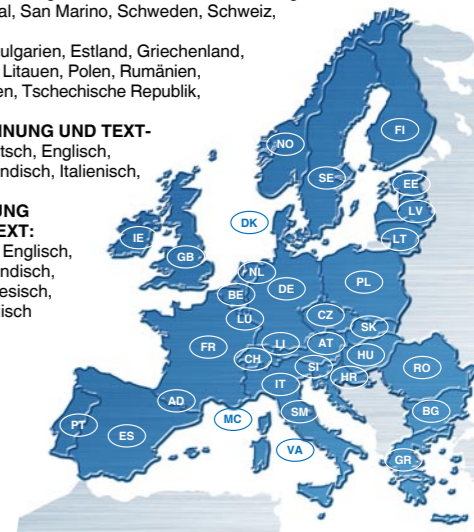 al, San Marino, Schweden, Schweiz,
ulgarien, Estland, Griechenland,
Litauen, Polen, Rumänien,
en, Tschechische Republik,
NNUNG UND TEXT-
tsch, Englisch,
ndisch, Italienisch,
UNG
EXT:
Englisch,
ndisch,
esisch,
isch
NO
FI
SE
EE
LV
DK
LT
IE
GB
NL
PL
BE
DE
LU
CZ
SK
FR
LI
AT
HU
CH
SI
RO
HR
IT
AD
SM
BG
MC
PT
ES
VA
GR